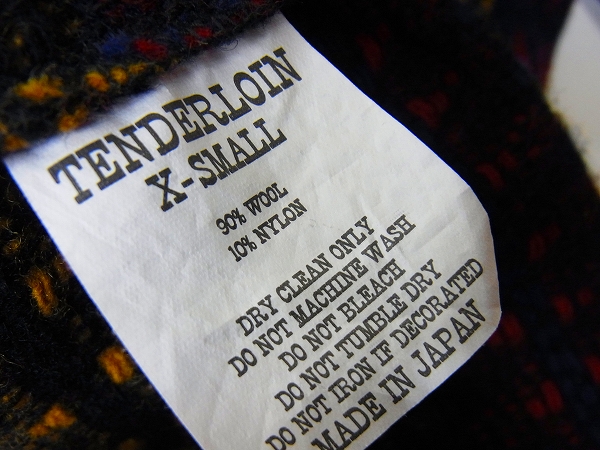 TENDERLOIN
X-SMALL
90% WOOL
10% NYLON
DRY CLEAN ONLY
DO NOT MACHINE WASH
DO NOT BLEACH
DO NOT TUMBLE DRY
DO NOT IRON IF DECORATED
MADE IN JAPAN